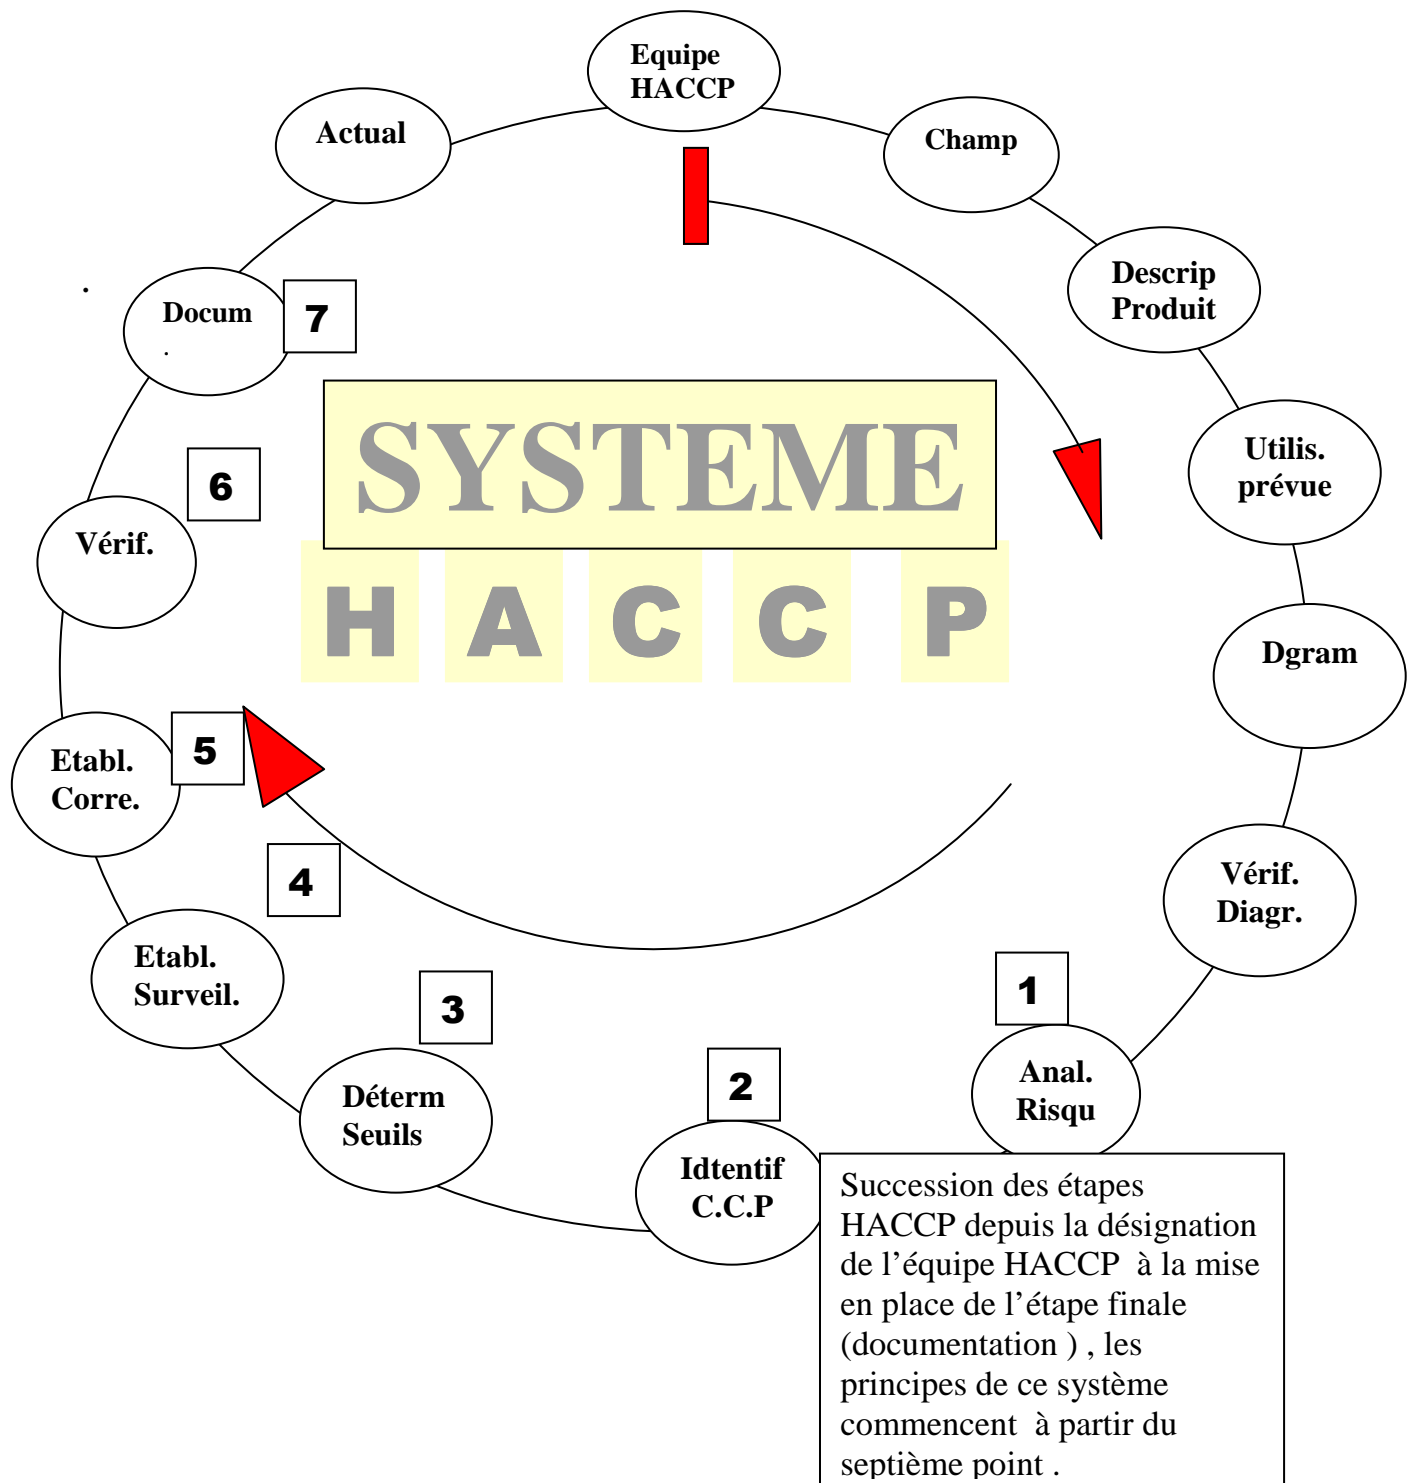 Equipe
HACCP
Champ
Descrip
Produit
Utilis.
prévue
Dgram
Vérif.
Diagr.
1
Anal.
Risqu
2
Idtentif
C.C.P
3
Déterm
Seuils
4
Etabl.
Surveil.
5
Etabl.
Corre.
6
Vérif.
7
Docum
.
Actual
.
SYSTEME
H A C C P
Succession des étapes
HACCP depuis la désignation
de l’équipe HACCP à la mise
en place de l’étape finale
(documentation ) , les
principes de ce système
commencent à partir du
septième point .